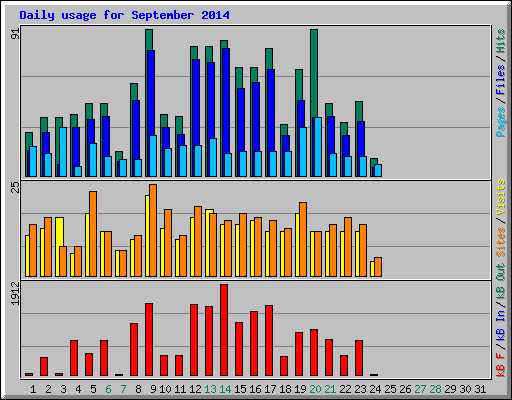 Daily usage for September 2014
91
Pages / Files / Hits
25
Sites / Visits
1912
kB F / kB In / kB Out
1 2 3 4 5 6 7 8 9 10 11 12 13 14 15 16 17 18 19 20 21 22 23 24 25 26 27 28 29 30 31